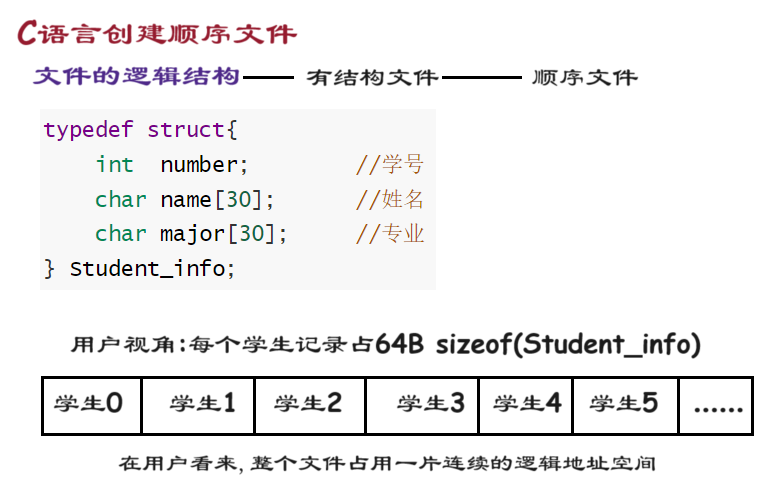 C语言创建顺序文件
文件的逻辑结构 有结构文件 顺序文件
typedef struct{
    int  number;        //学号
    char name[30];      //姓名
    char major[30];     //专业
} Student_info;
用户视角:每个学生记录占64B sizeof(Student_info)
学生0 学生1 学生2 学生3 学生4 学生5 ......
在用户看来,整个文件占用一片连续的逻辑地址空间